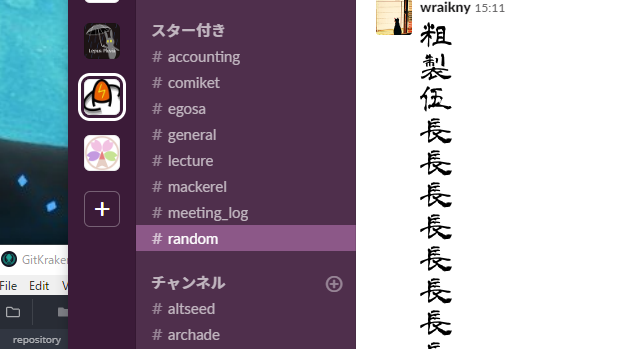 スター付き
# accounting
# comiket
# egosa
# general
# lecture
# mackerel
# meeting_log
# random
チャンネル
# altseed
# archade
wraikny 15:11
粗
製
伍
長
長
長
長
長
長
長
GitKraken
File Edit
repository